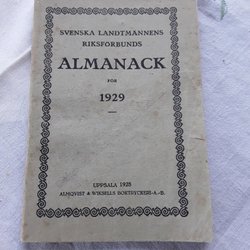 SVENSKA LANDTMANNENS
RIKSFÖRBUNDS
ALMANACK
FÖR
1929
UPPSALA 1928
ALMQVIST & WIKSELLS BOKTRYCKERI-A.-B.